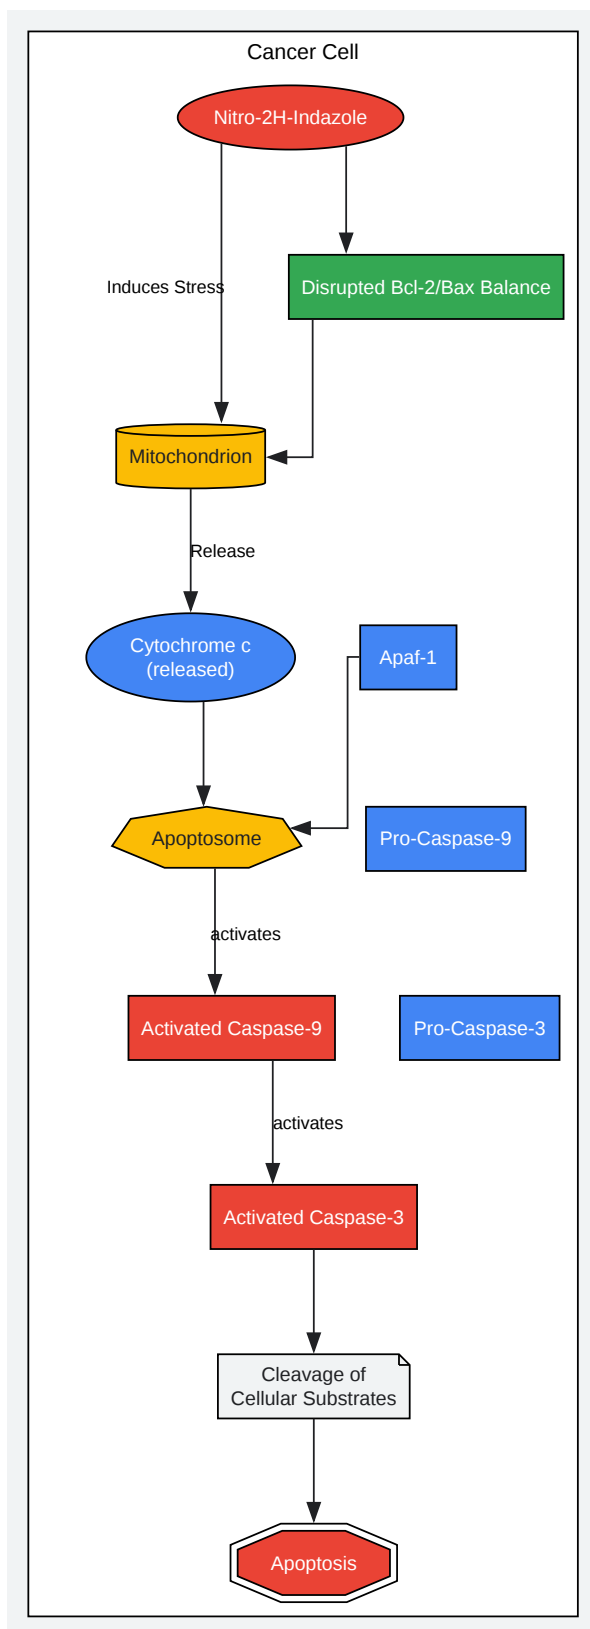 Cancer Cell
Nitro-2H-Indazole
Induces Stress
Disrupted Bcl-2/Bax Balance
Mitochondrion
Release
Cytochrome c
(released)
Apaf-1
Apoptosome
Pro-Caspase-9
activates
Activated Caspase-9
Pro-Caspase-3
activates
Activated Caspase-3
Cleavage of
Cellular Substrates
Apoptosis